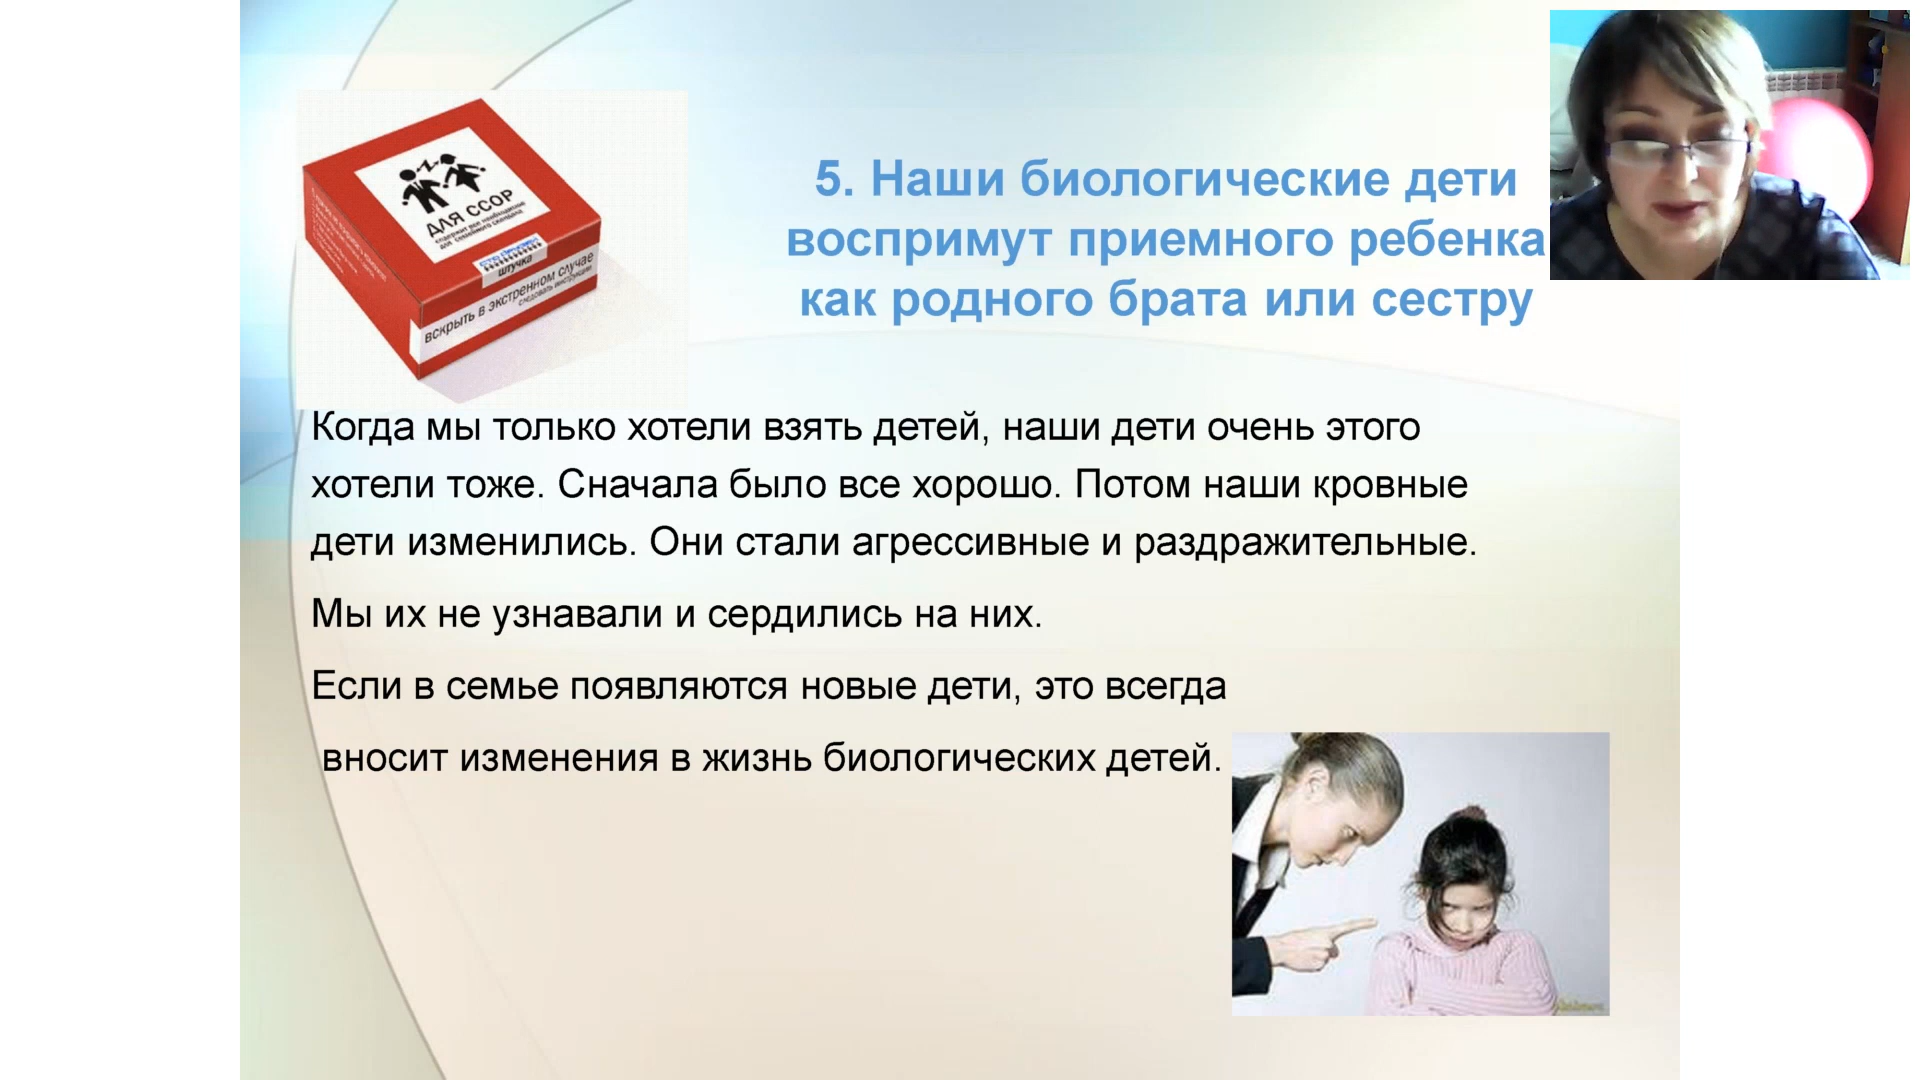 5. Наши биологические дети
воспримут приемного ребенка
как родного брата или сестру
ДЛЯ ССОР
штучка
вскрыть в экстренном случае
следовать инструкции
Когда мы только хотели взять детей, наши дети очень этого
хотели тоже. Сначала было все хорошо. Потом наши кровные
дети изменились. Они стали агрессивные и раздражительные.
Мы их не узнавали и сердились на них.
Если в семье появляются новые дети, это всегда
вносит изменения в жизнь биологических детей.